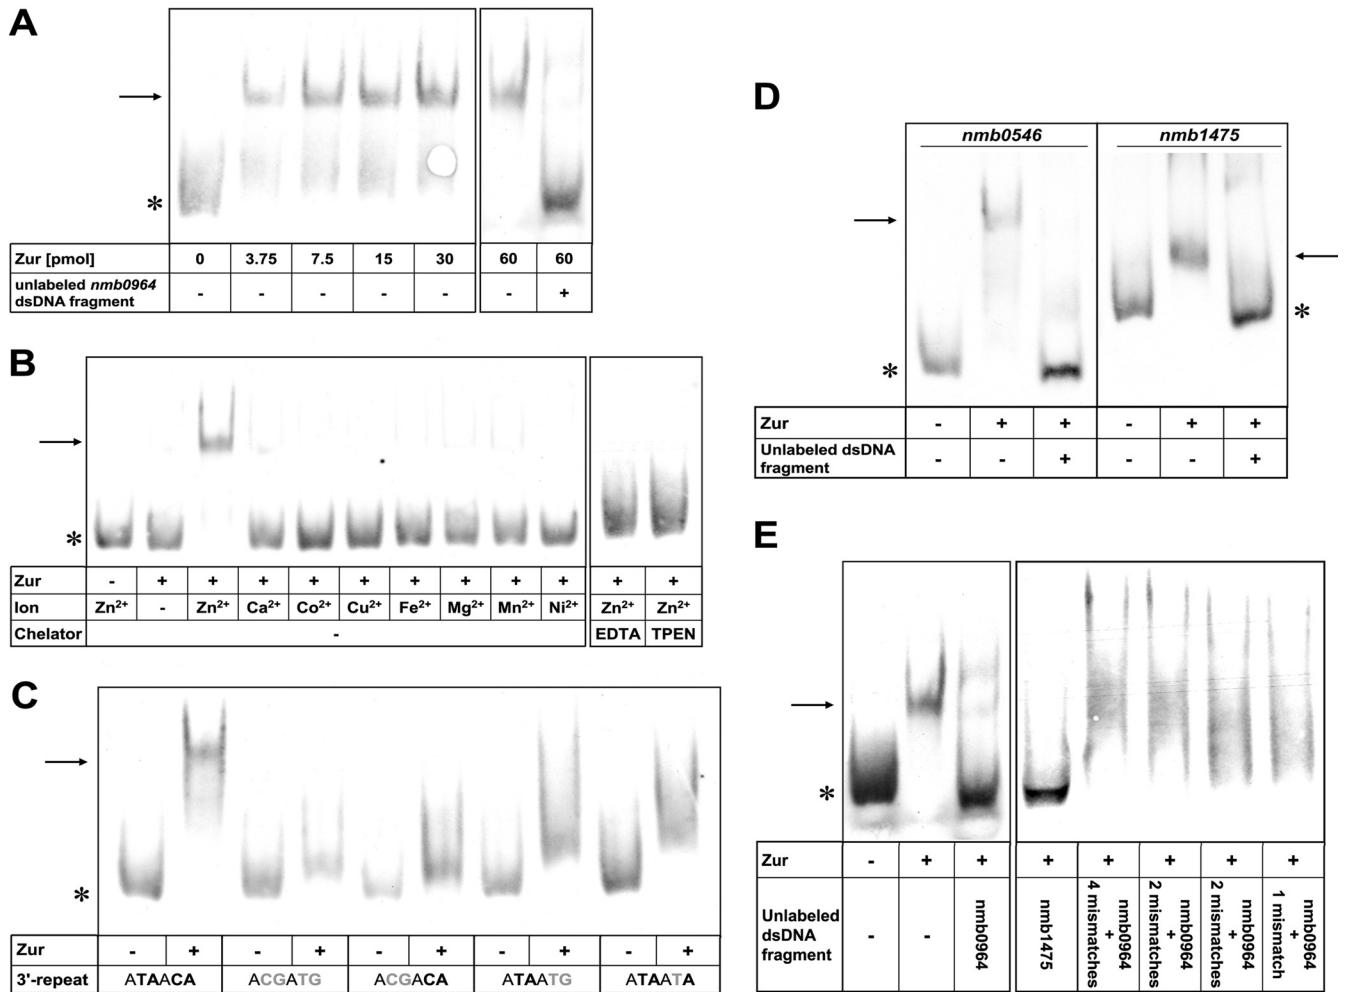 A
Zur [pmol] 0 3.75 7.5 15 30 60 60
unlabeled nmb0964
dsDNA fragment - - - - - - +
*
B
*
Zur - + + + + + + + + + + +
Ion Zn2+ - Zn2+ Ca2+ Co2+ Cu2+ Fe2+ Mg2+ Mn2+ Ni2+ Zn2+ Zn2+
Chelator - EDTA TPEN
C
*
Zur - + - + - + - + - +
3'-repeat ATAACA ACGATG ACGACA ATAATG ATAATA
D
nmb0546 nmb1475
* *
Zur - + + - + +
Unlabeled dsDNA
fragment - - + - - +
E
*
Zur - + + + + + + +
Unlabeled
dsDNA
fragment
- - nmb0964 nmb1475
nmb0964
+
4 mismatches
nmb0964
+
2 mismatches
nmb0964
+
2 mismatches
nmb0964
+
1 mismatch